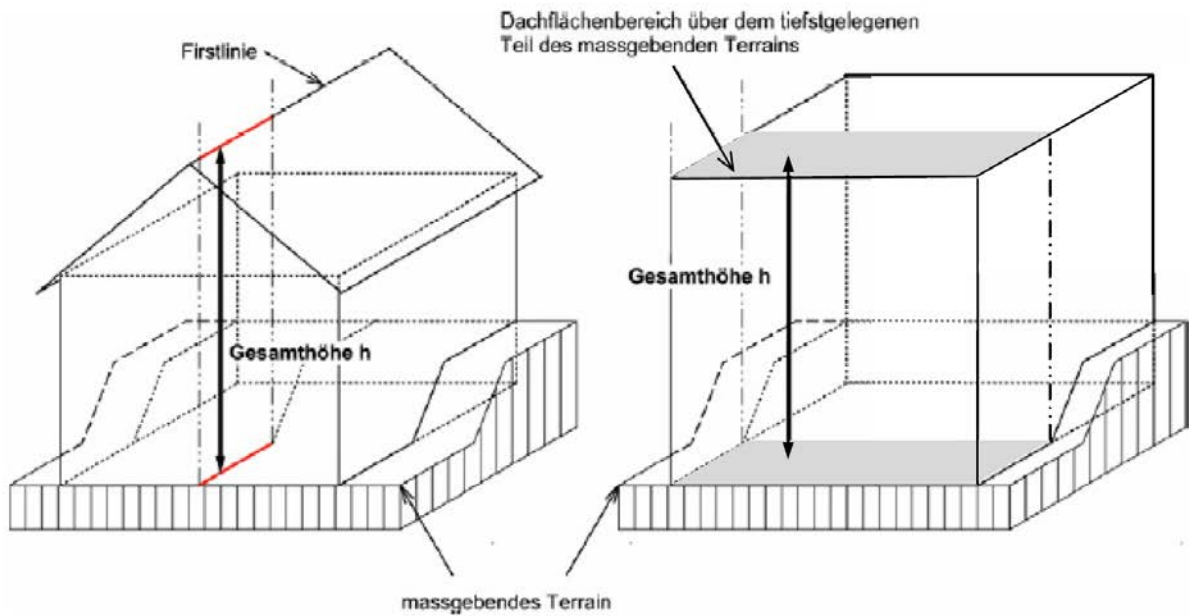 Dachflächenbereich über dem tiefstgelegenen
Teil des massgebenden Terrains
Firstlinie
Gesamthöhe h
Gesamthöhe h
massgebendes Terrain